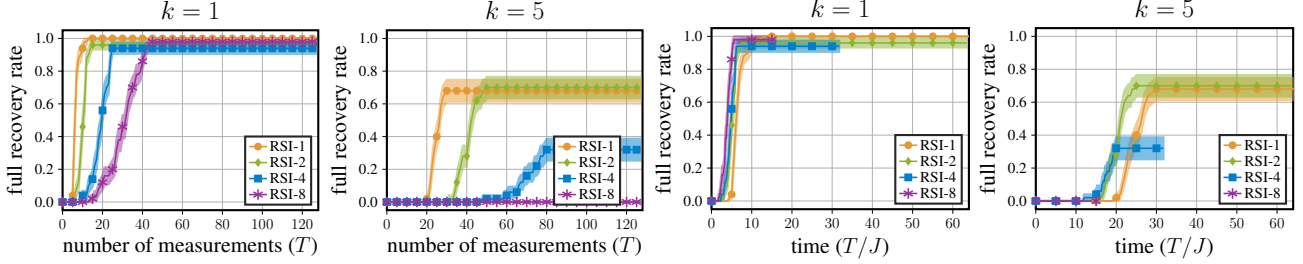 k = 1
full recovery rate
1.0
0.8
0.6
0.4
0.2
0.0
0 20 40 60 80 100 120
number of measurements (T)
RSI-1
RSI-2
RSI-4
RSI-8
k = 5
full recovery rate
1.0
0.8
0.6
0.4
0.2
0.0
0 20 40 60 80 100 120
number of measurements (T)
RSI-1
RSI-2
RSI-4
RSI-8
k = 1
full recovery rate
1.0
0.8
0.6
0.4
0.2
0.0
0 10 20 30 40 50 60
time (T/J)
RSI-1
RSI-2
RSI-4
RSI-8
k = 5
full recovery rate
1.0
0.8
0.6
0.4
0.2
0.0
0 10 20 30 40 50 60
time (T/J)
RSI-1
RSI-2
RSI-4
RSI-8